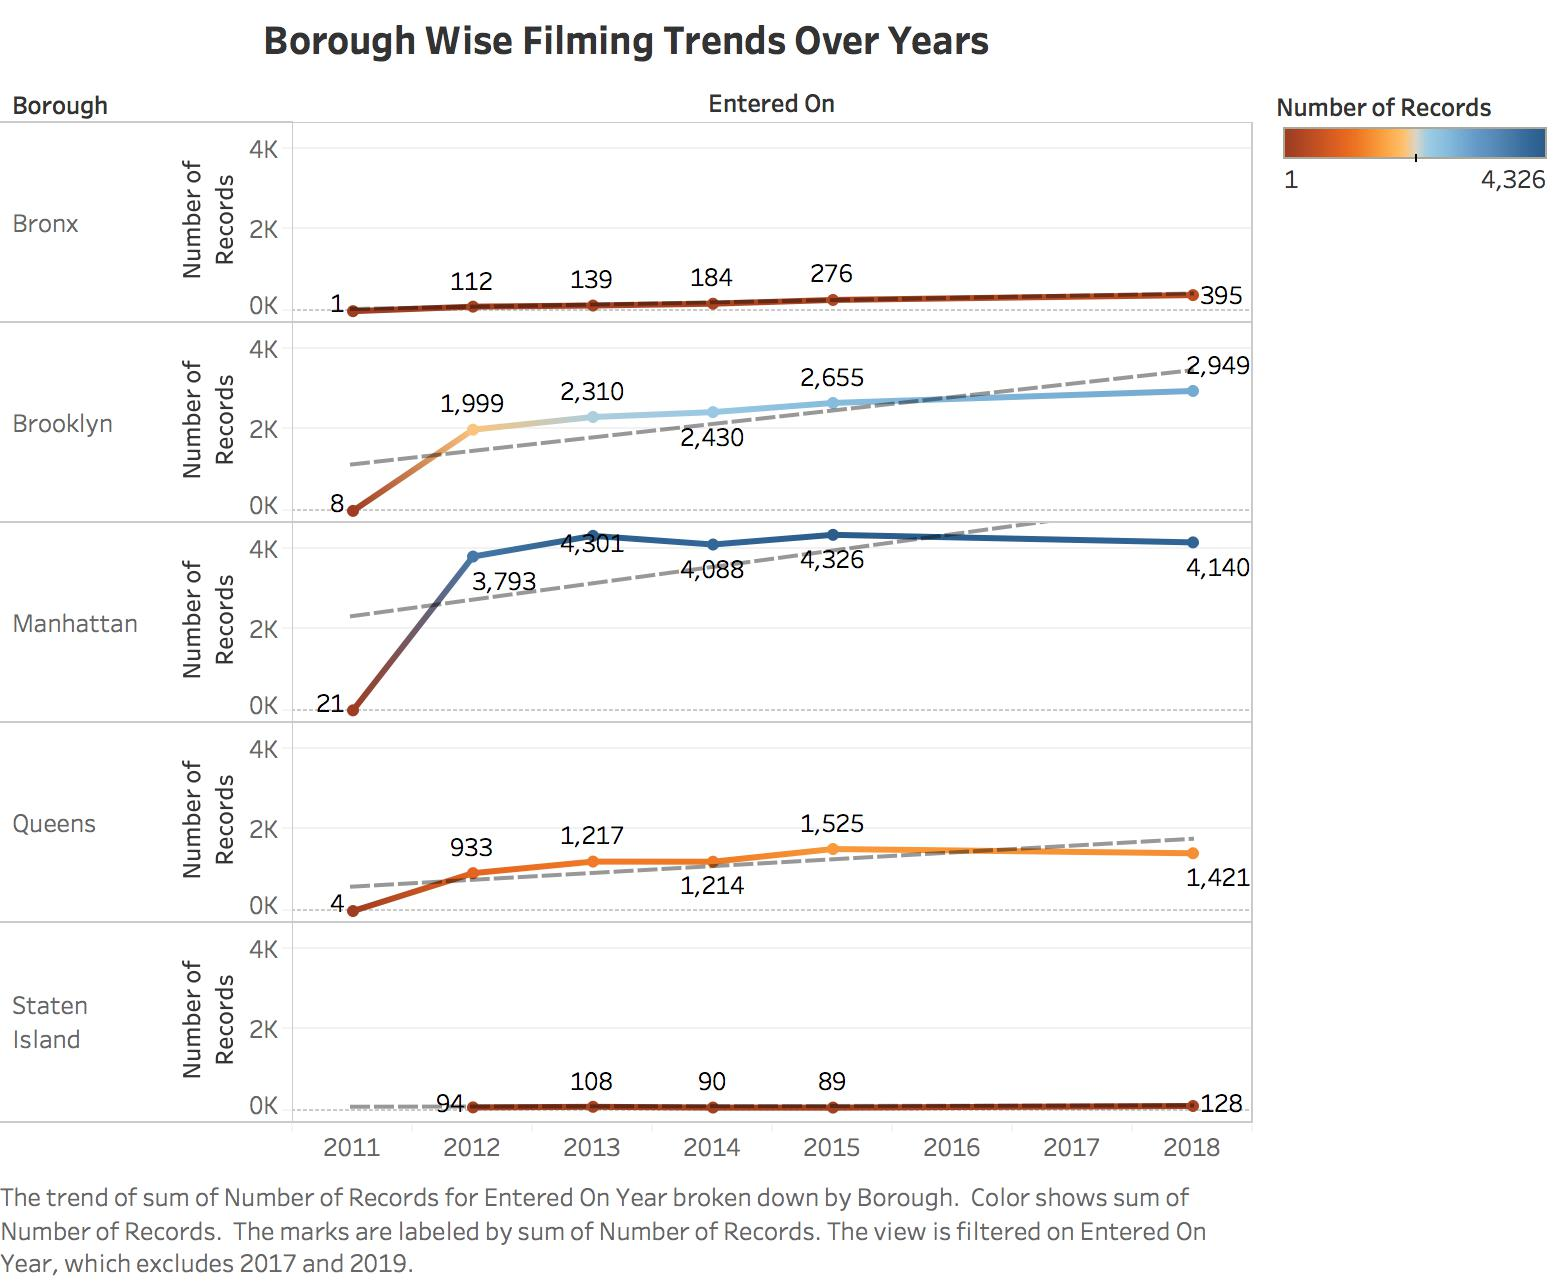 Borough Wise Filming Trends Over Years
Borough
Entered On
Number of Records
1
4,326
Bronx
Number of
Records
4K
2K
0K
1
112
139
184
276
395
Brooklyn
Number of
Records
4K
2K
0K
8
1,999
2,310
2,430
2,655
2,949
Manhattan
Number of
Records
4K
2K
0K
21
3,793
4,301
4,088
4,326
4,140
Queens
Number of
Records
4K
2K
0K
4
933
1,217
1,214
1,525
1,421
Staten
Island
Number of
Records
4K
2K
0K
94
108
90
89
128
2011 2012 2013 2014 2015 2016 2017 2018
The trend of sum of Number of Records for Entered On Year broken down by Borough.  Color shows sum of
Number of Records.  The marks are labeled by sum of Number of Records. The view is filtered on Entered On
Year, which excludes 2017 and 2019.